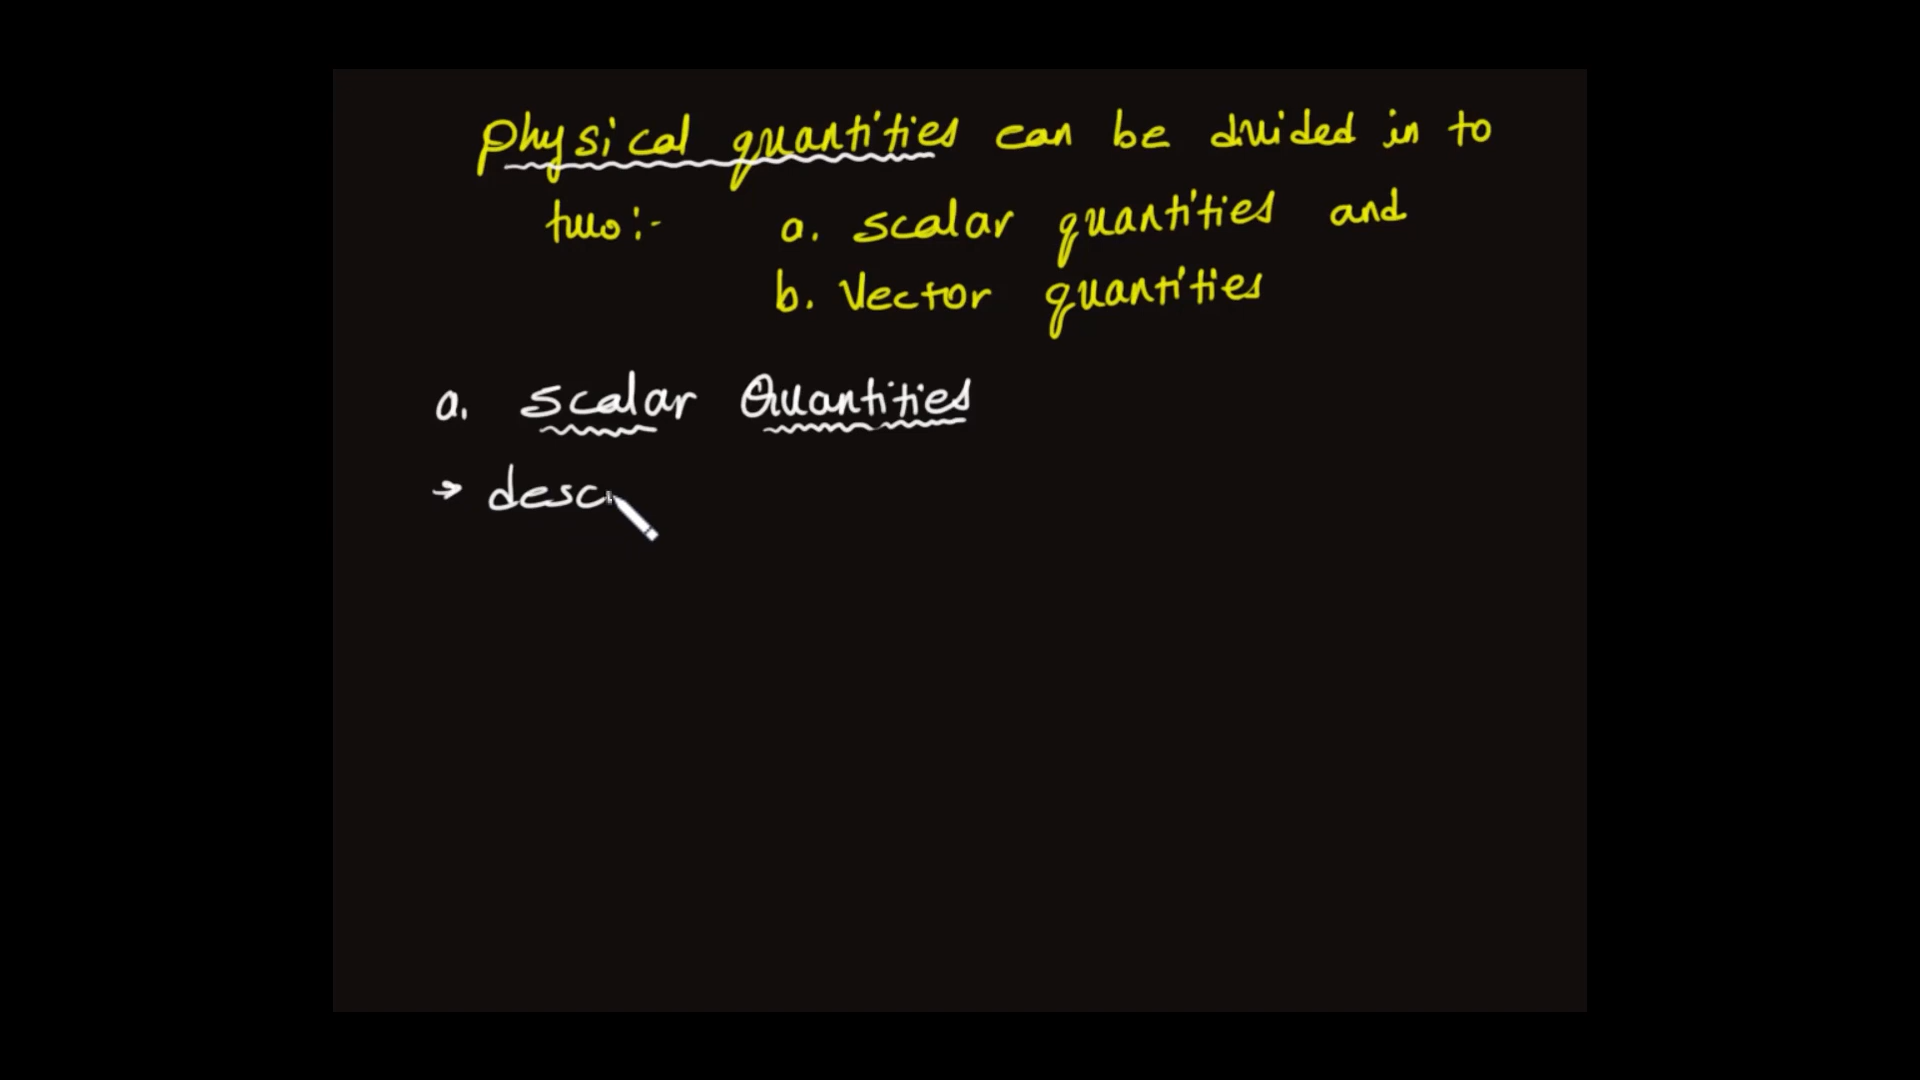 Physical quantities can be divided in to
two:- a. scalar quantities and
b. Vector quantities
a. Scalar Quantities
→ desc